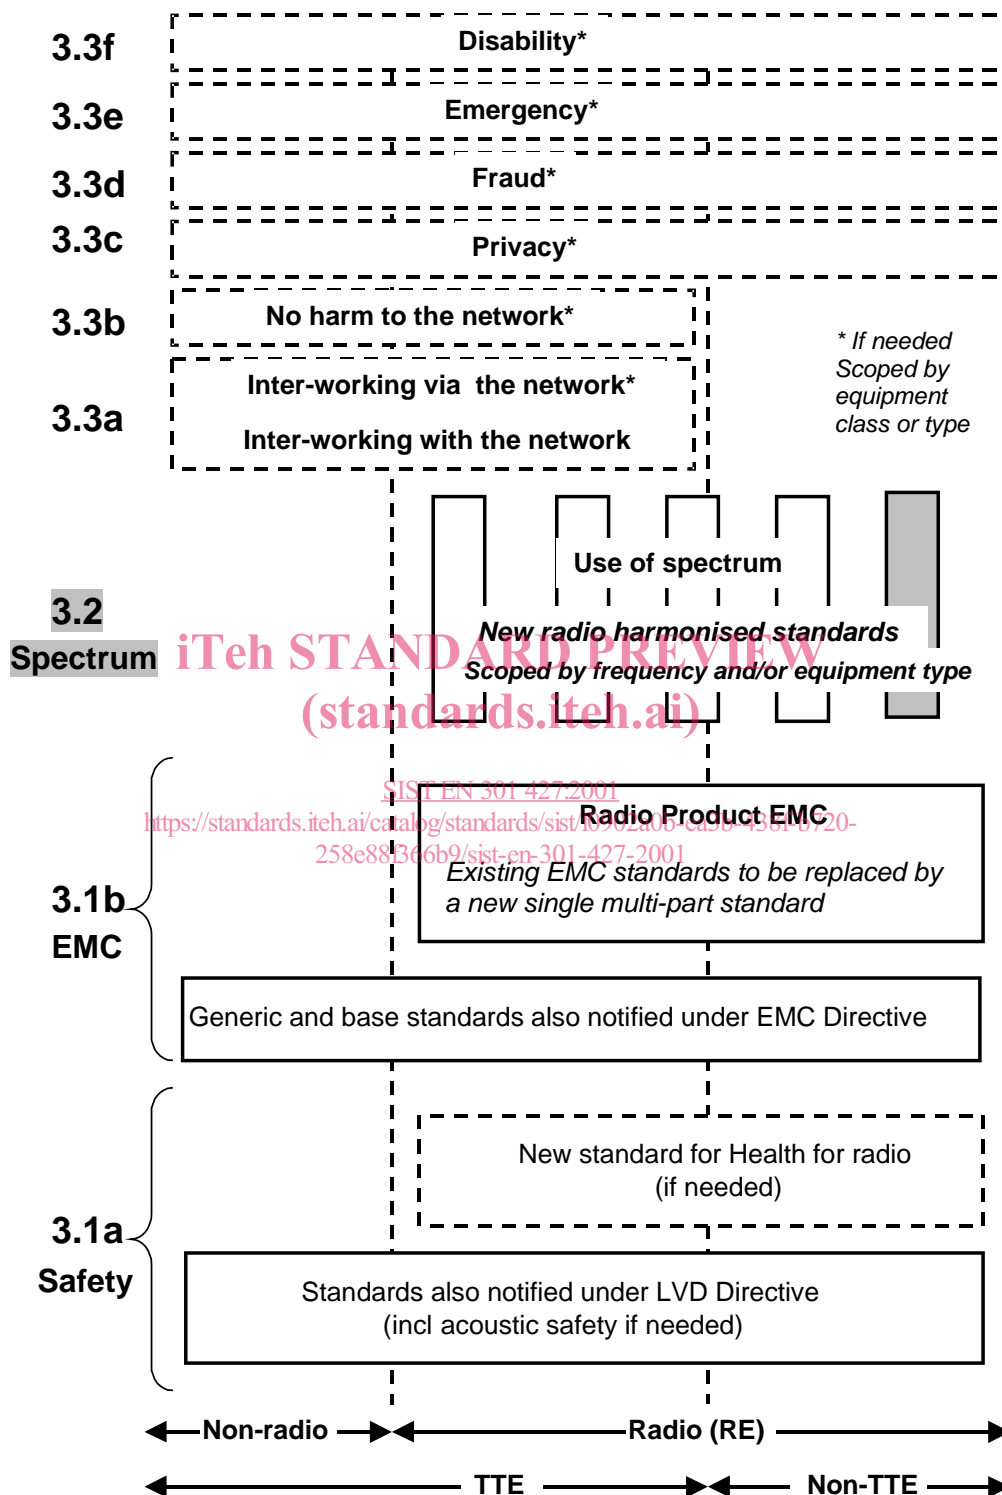 3.3f
Disability*
3.3e
Emergency*
3.3d
Fraud*
3.3c
Privacy*
3.3b
No harm to the network*
* If needed
Scoped by
equipment
class or type
3.3a
Inter-working via the network*
Inter-working with the network
Use of spectrum
3.2
Spectrum
New radio harmonised standards
Scoped by frequency and/or equipment type
iTeh STANDARD PREVIEW
(standards.iteh.ai)
SIST EN 301 427:2001
Radio Product EMC
258e88f366b9/sist-en-301-427-2001
Existing EMC standards to be replaced by
a new single multi-part standard
3.1b
EMC
Generic and base standards also notified under EMC Directive
New standard for Health for radio
(if needed)
3.1a
Safety
Standards also notified under LVD Directive
(incl acoustic safety if needed)
Non-radio
Radio (RE)
TTE
Non-TTE